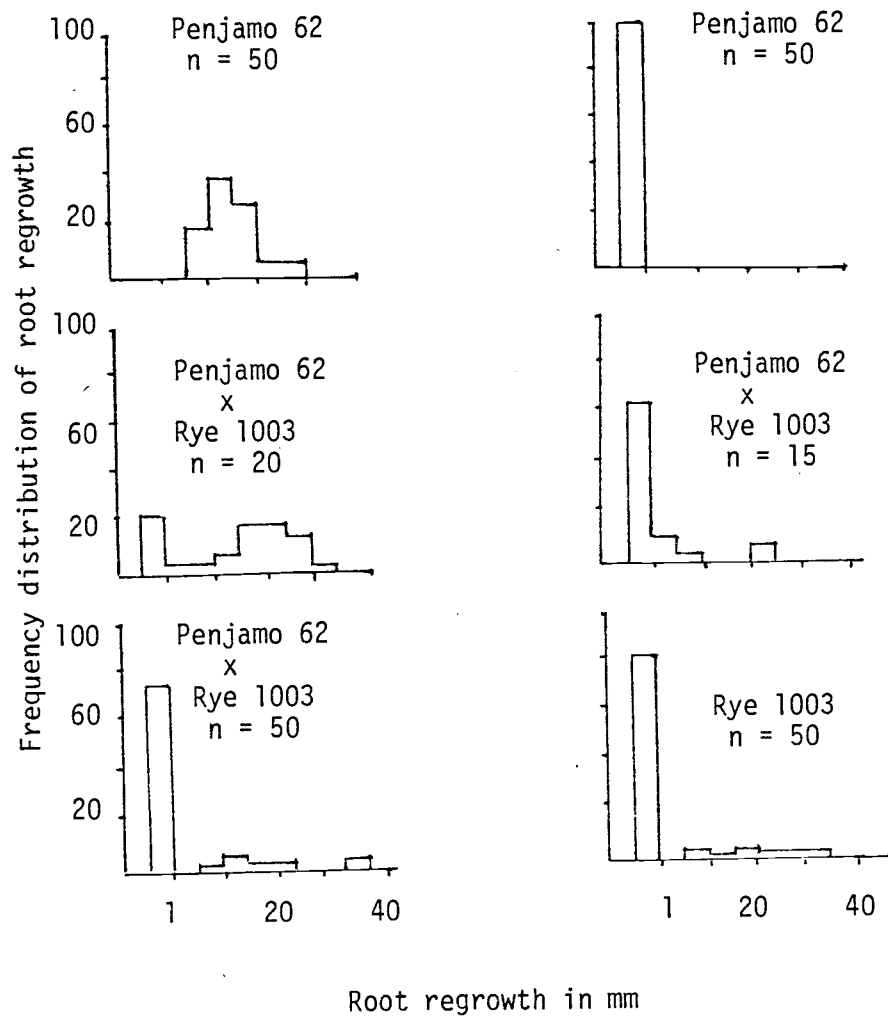 Frequency distribution of root regrowth
100
60
20
Penjamo 62
n = 50
Penjamo 62
n = 50
100
60
20
Penjamo 62
x
Rye 1003
n = 20
Penjamo 62
x
Rye 1003
n = 15
100
60
20
Penjamo 62
x
Rye 1003
n = 50
Rye 1003
n = 50
1 20 40
1 20 40
Root regrowth in mm